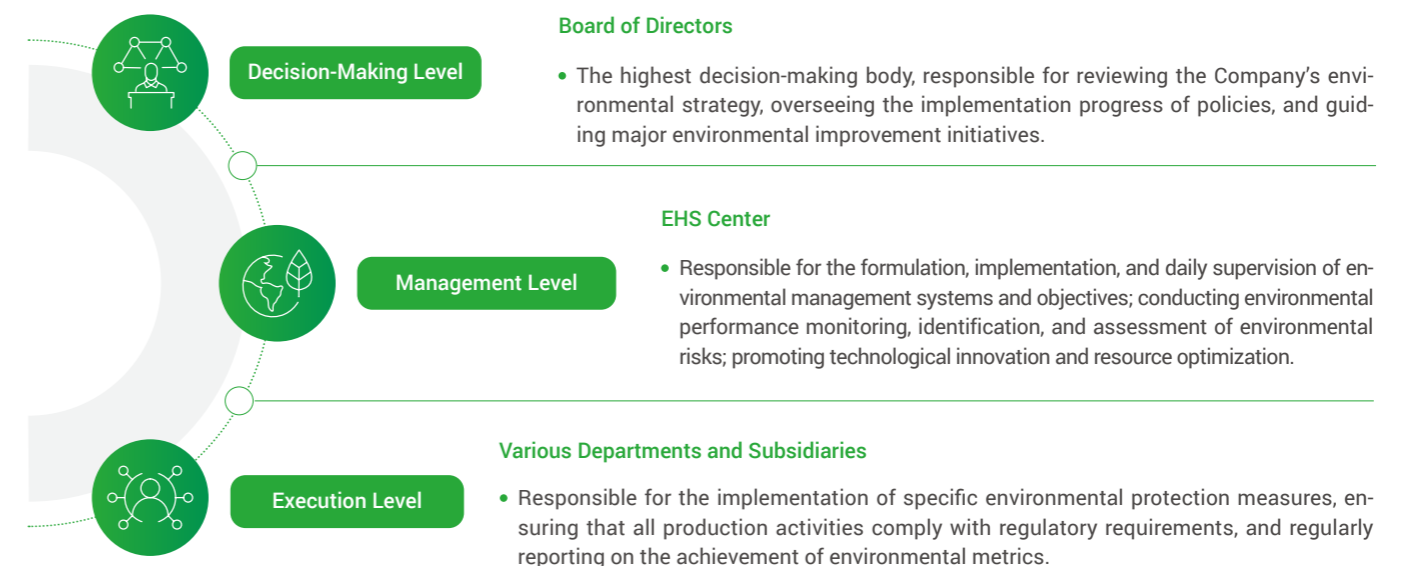 Decision-Making Level
Board of Directors
• The highest decision-making body, responsible for reviewing the Company’s envi-
ronmental strategy, overseeing the implementation progress of policies, and guid-
ing major environmental improvement initiatives.
Management Level
EHS Center
• Responsible for the formulation, implementation, and daily supervision of en-
vironmental management systems and objectives; conducting environmental
performance monitoring, identification, and assessment of environmental
risks; promoting technological innovation and resource optimization.
Execution Level
Various Departments and Subsidiaries
• Responsible for the implementation of specific environmental protection measures, en-
suring that all production activities comply with regulatory requirements, and regularly
reporting on the achievement of environmental metrics.